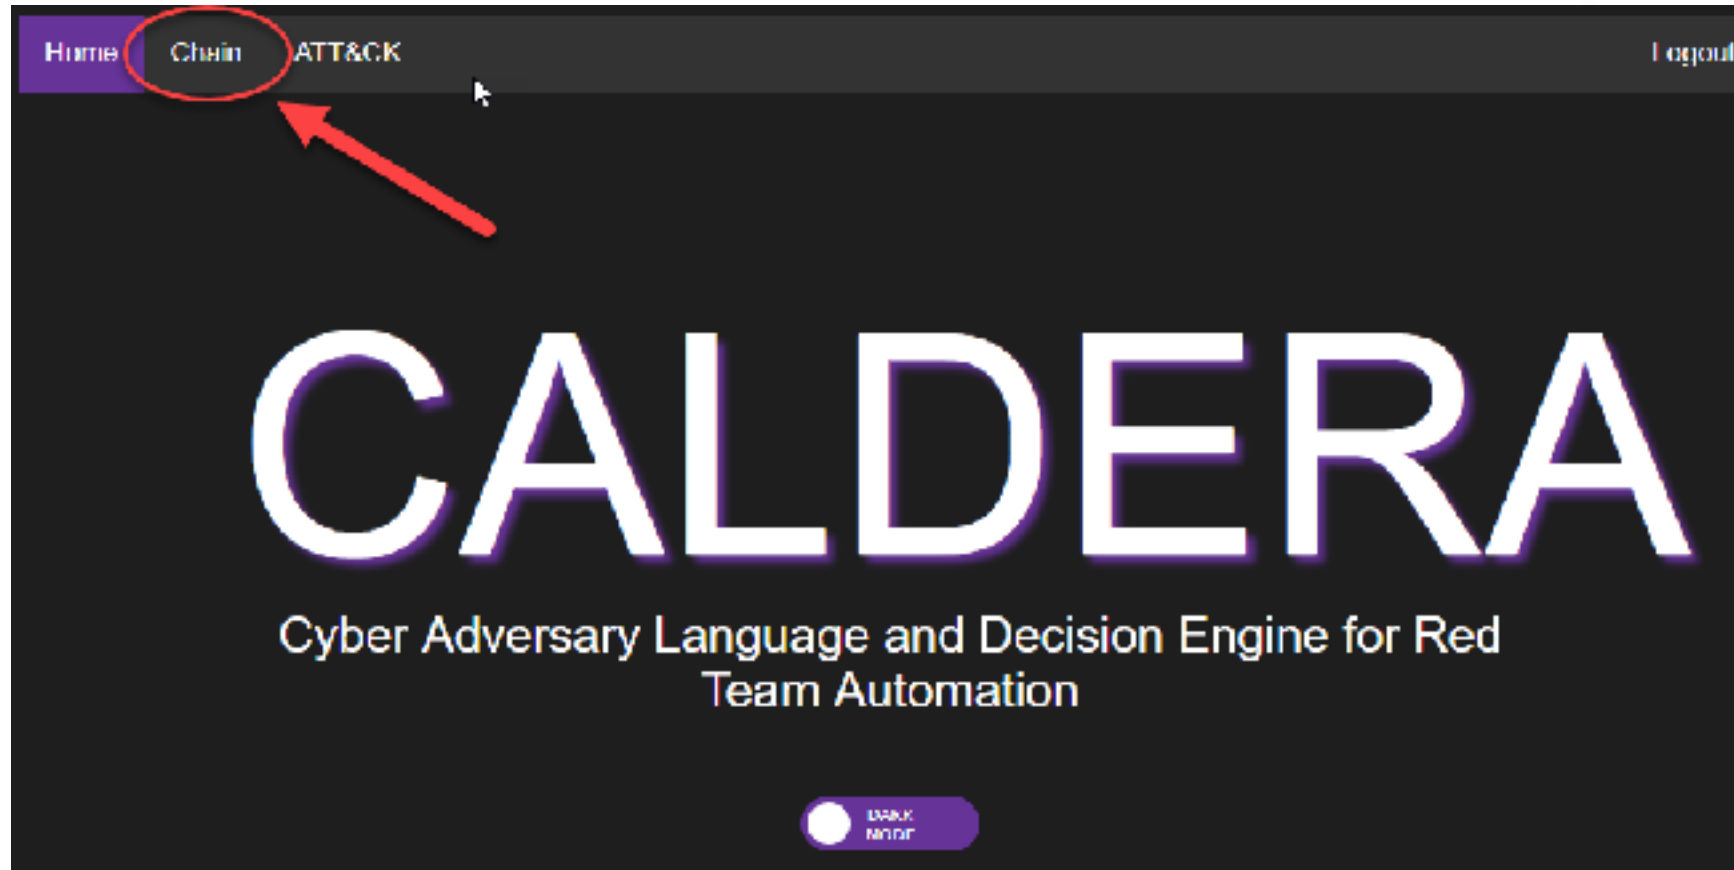 Home Chain ATT&CK Logout
CALDERA
Cyber Adversary Language and Decision Engine for Red
Team Automation
DARK
MODE